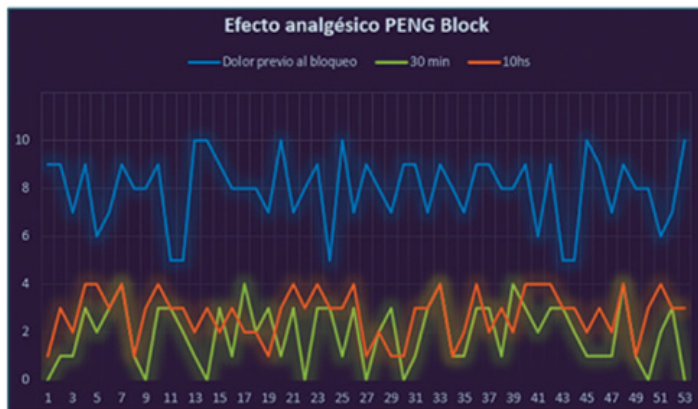 Efecto analgésico PENG Block
Dolor previo al bloqueo 30 min 10hs
10
8
6
4
2
0
1 3 5 7 9 11 13 15 17 19 21 23 25 27 29 31 33 35 37 39 41 43 45 47 49 51 53